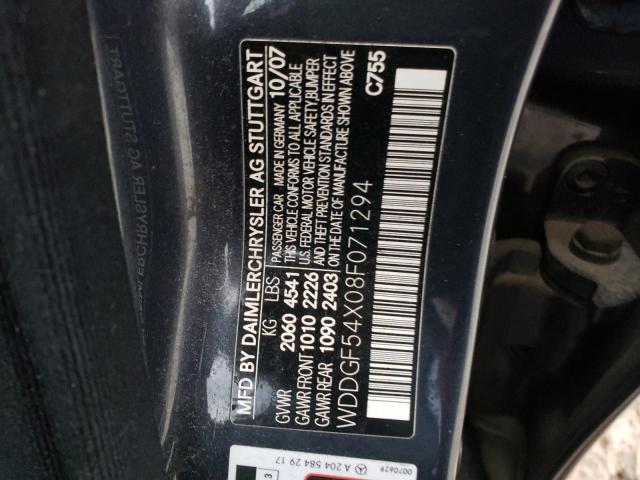 MFD BY DAIMLERCHRYSLER AG STUTTGART
KG LBS PASSENGER CAR MADE IN GERMANY 10/07
GVWR 2060 4541 THIS VEHICLE CONFORMS TO ALL APPLICABLE
GAWR FRONT 1010 2226 U.S. FEDERAL MOTOR VEHICLE SAFETY, BUMPER
GAWR REAR 1090 2403 AND THEFT PREVENTION STANDARDS IN EFFECT
ON THE DATE OF MANUFACTURE SHOWN ABOVE
WDDGF54X08F071294 C755
0070629
A 204 584 29 17